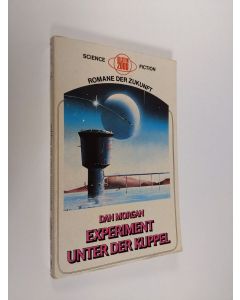 SCIENCE FICTION
ROMANE DER ZUKUNFT
DAN MORGAN
EXPERIMENT
UNTER DER KUPPEL